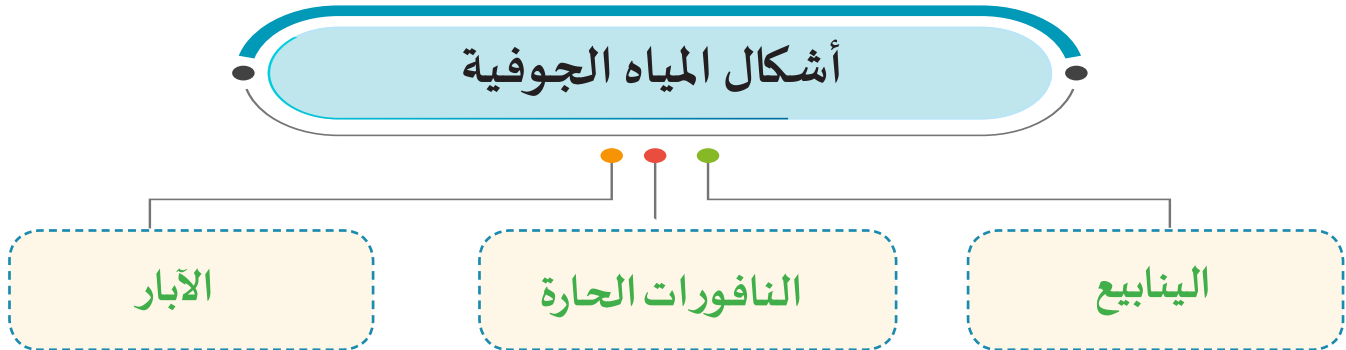 أشكال المياه الجوفية
الينابيع
النافورات الحارة
الآبار